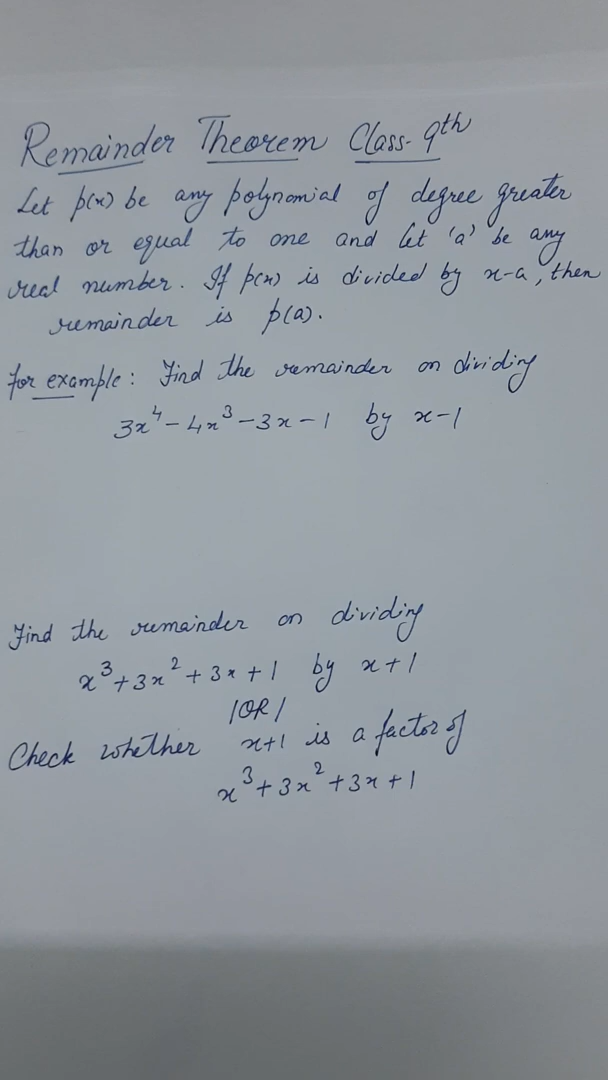 Remainder Theorem Class-9th
Let p(x) be any polynomial of degree greater
than or equal to one and let 'a' be any
real number. If p(x) is divided by x-a, then
remainder is p(a).
For example: Find the remainder on dividing
3x⁴-4x³-3x-1 by x-1
Find the remainder on dividing
x³+3x²+3x+1 by x+1
/OR/
Check whether x+1 is a factor of
x³+3x²+3x+1